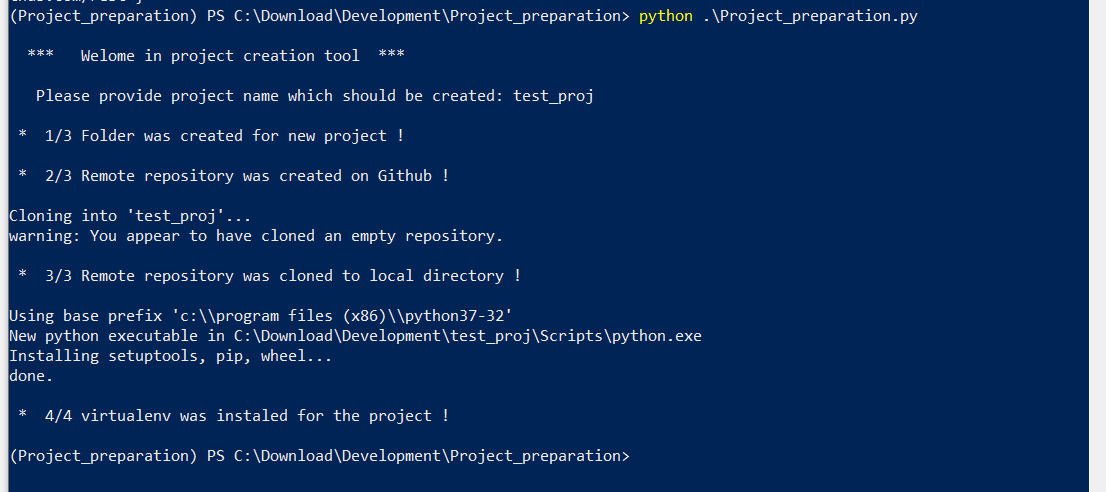 (Project_preparation) PS C:\Download\Development\Project_preparation> python .\Project_preparation.py
*** Welome in project creation tool ***
Please provide project name which should be created: test_proj
* 1/3 Folder was created for new project !
* 2/3 Remote repository was created on Github !
Cloning into 'test_proj'...
warning: You appear to have cloned an empty repository.
* 3/3 Remote repository was cloned to local directory !
Using base prefix 'c:\\program files (x86)\\python37-32'
New python executable in C:\Download\Development\test_proj\Scripts\python.exe
Installing setuptools, pip, wheel...
done.
* 4/4 virtualenv was instaled for the project !
(Project_preparation) PS C:\Download\Development\Project_preparation>